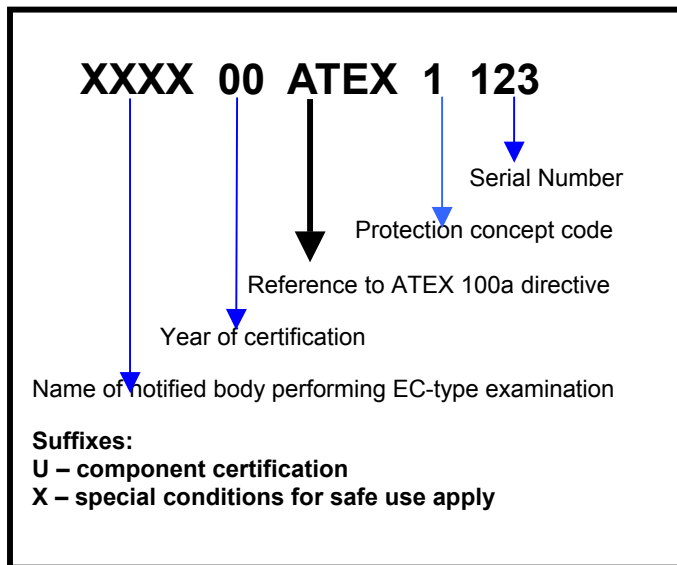 XXXX 00 ATEX 1 123
Serial Number
Protection concept code
Reference to ATEX 100a directive
Year of certification
Name of notified body performing EC-type examination
Suffixes:
U – component certification
X – special conditions for safe use apply